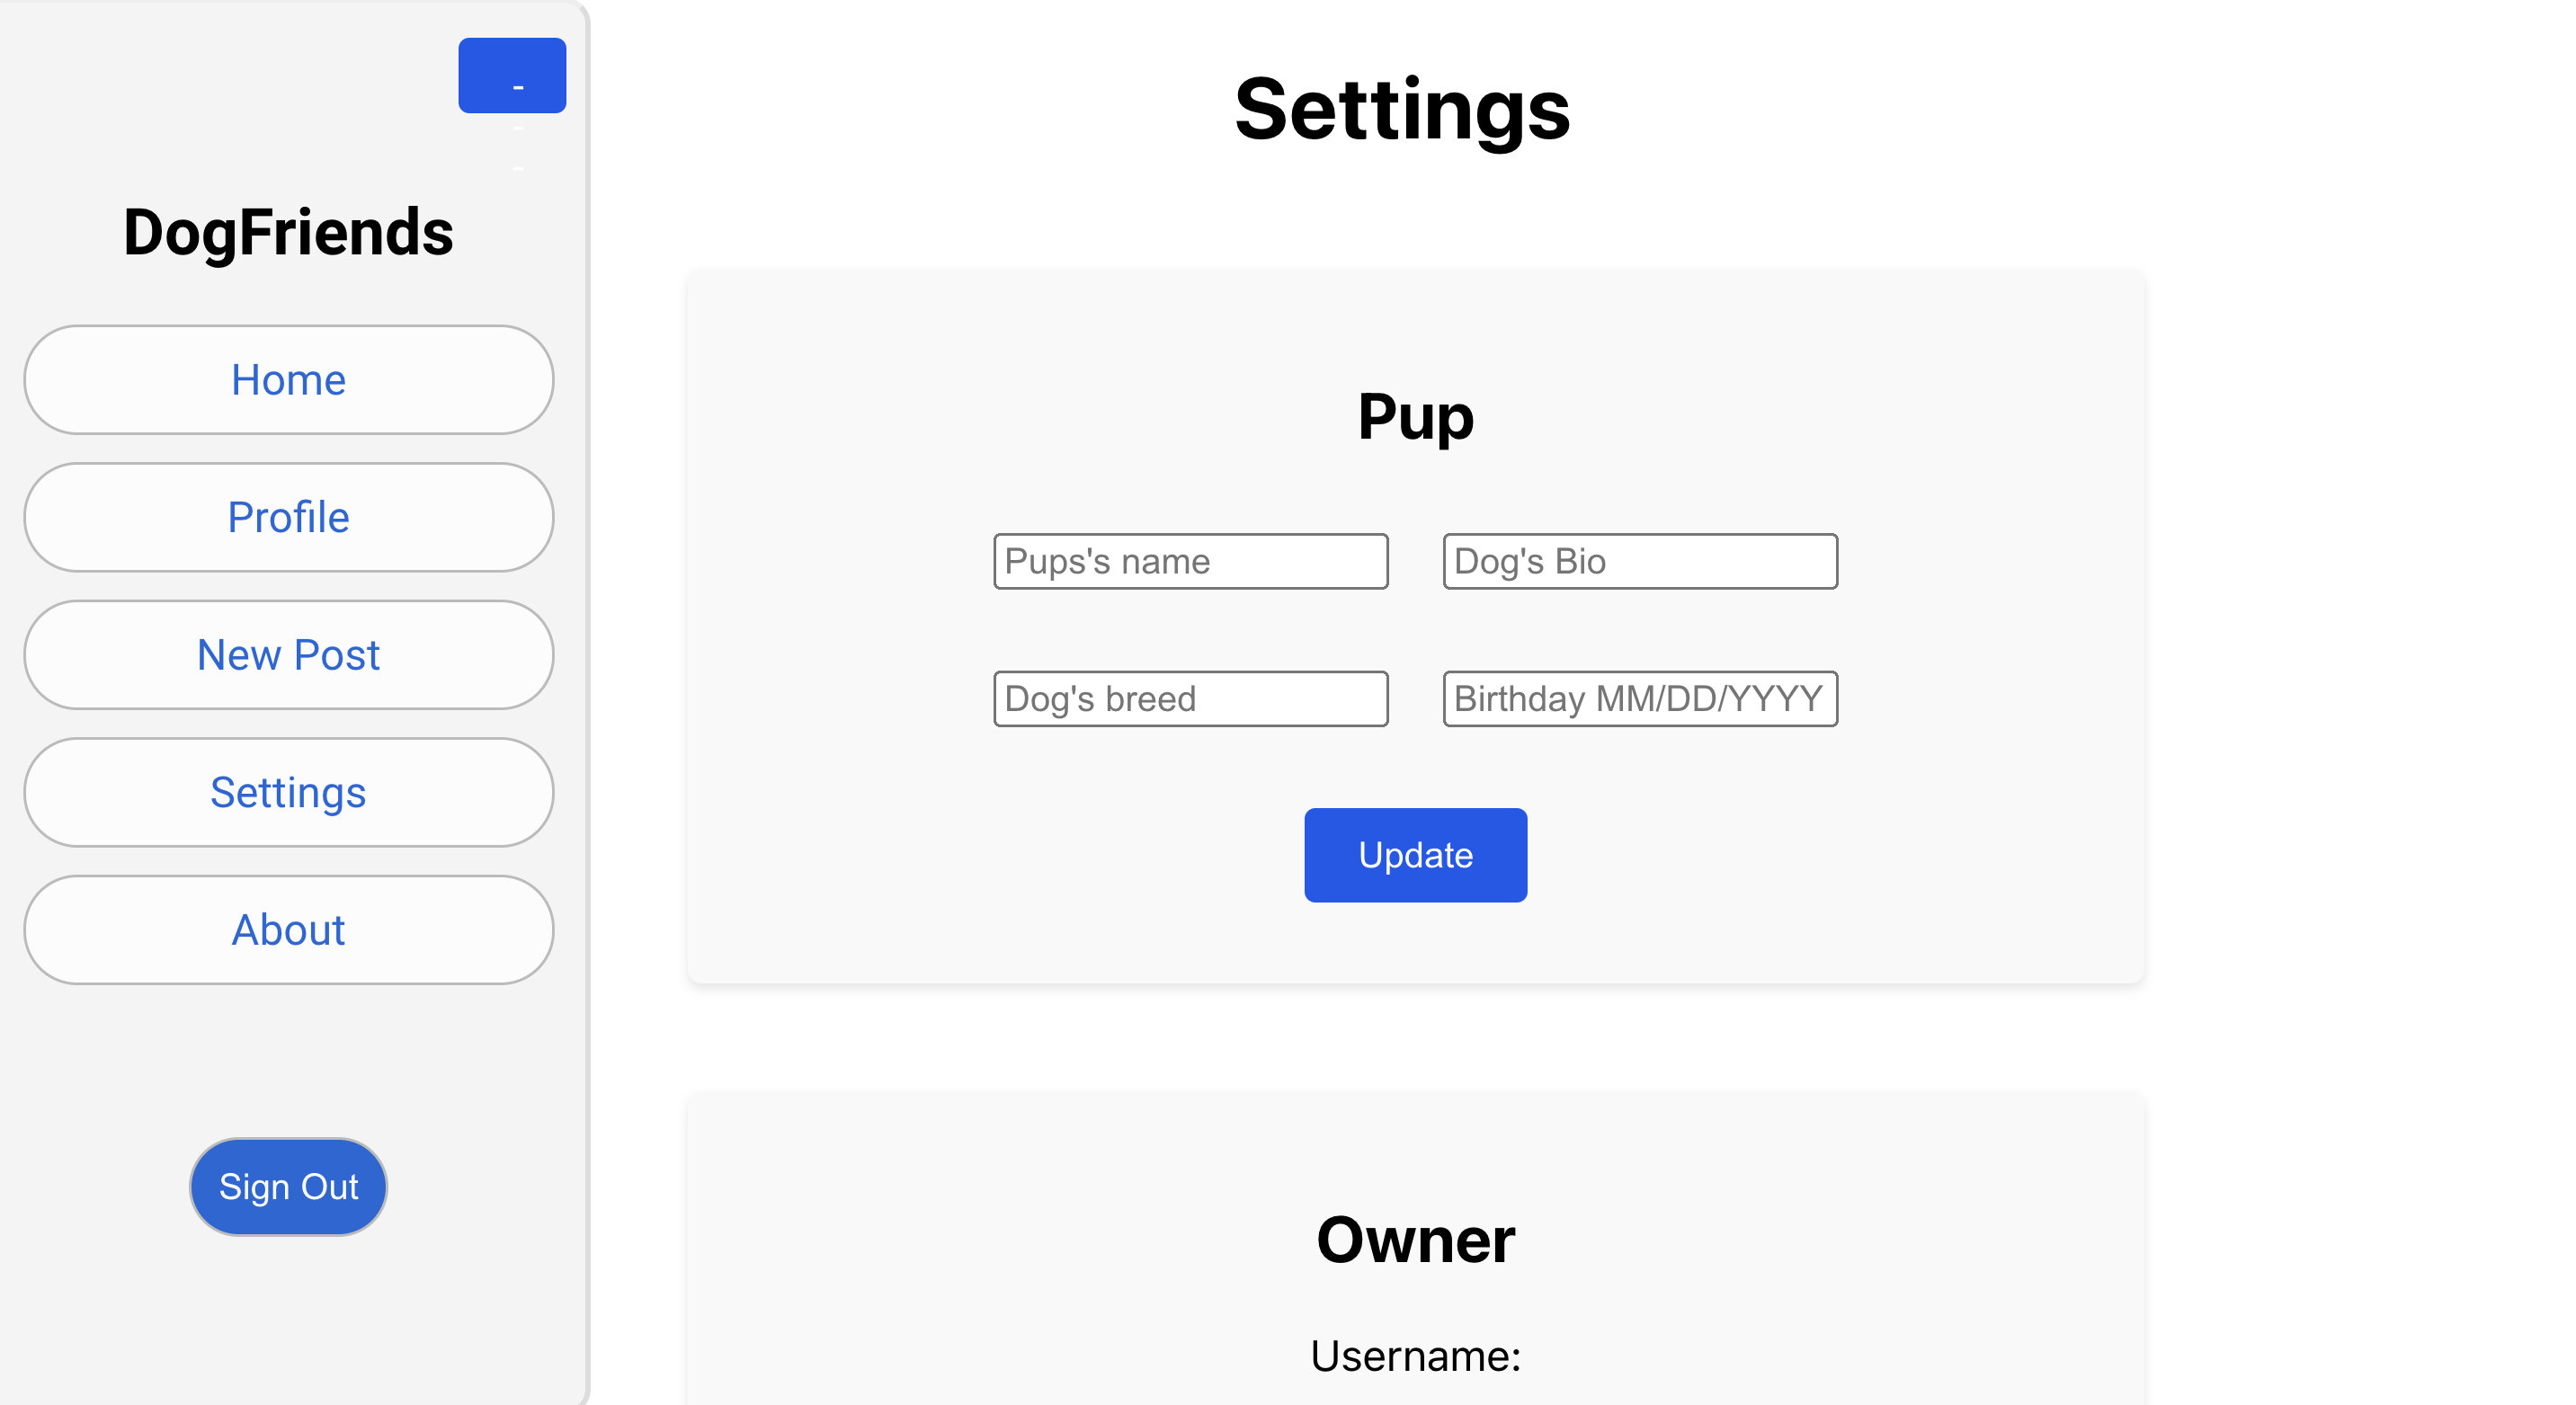 -
-
-
DogFriends
Home
Profile
New Post
Settings
About
Sign Out
Settings
Pup
Pups's name
Dog's Bio
Dog's breed
Birthday MM/DD/YYYY
Update
Owner
Username: